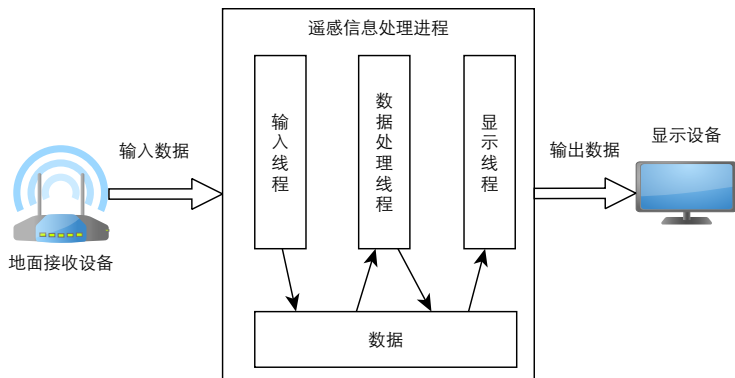 遥感信息处理进程
输入线程
数据处理线程
显示线程
输入数据
输出数据
显示设备
地面接收设备
数据